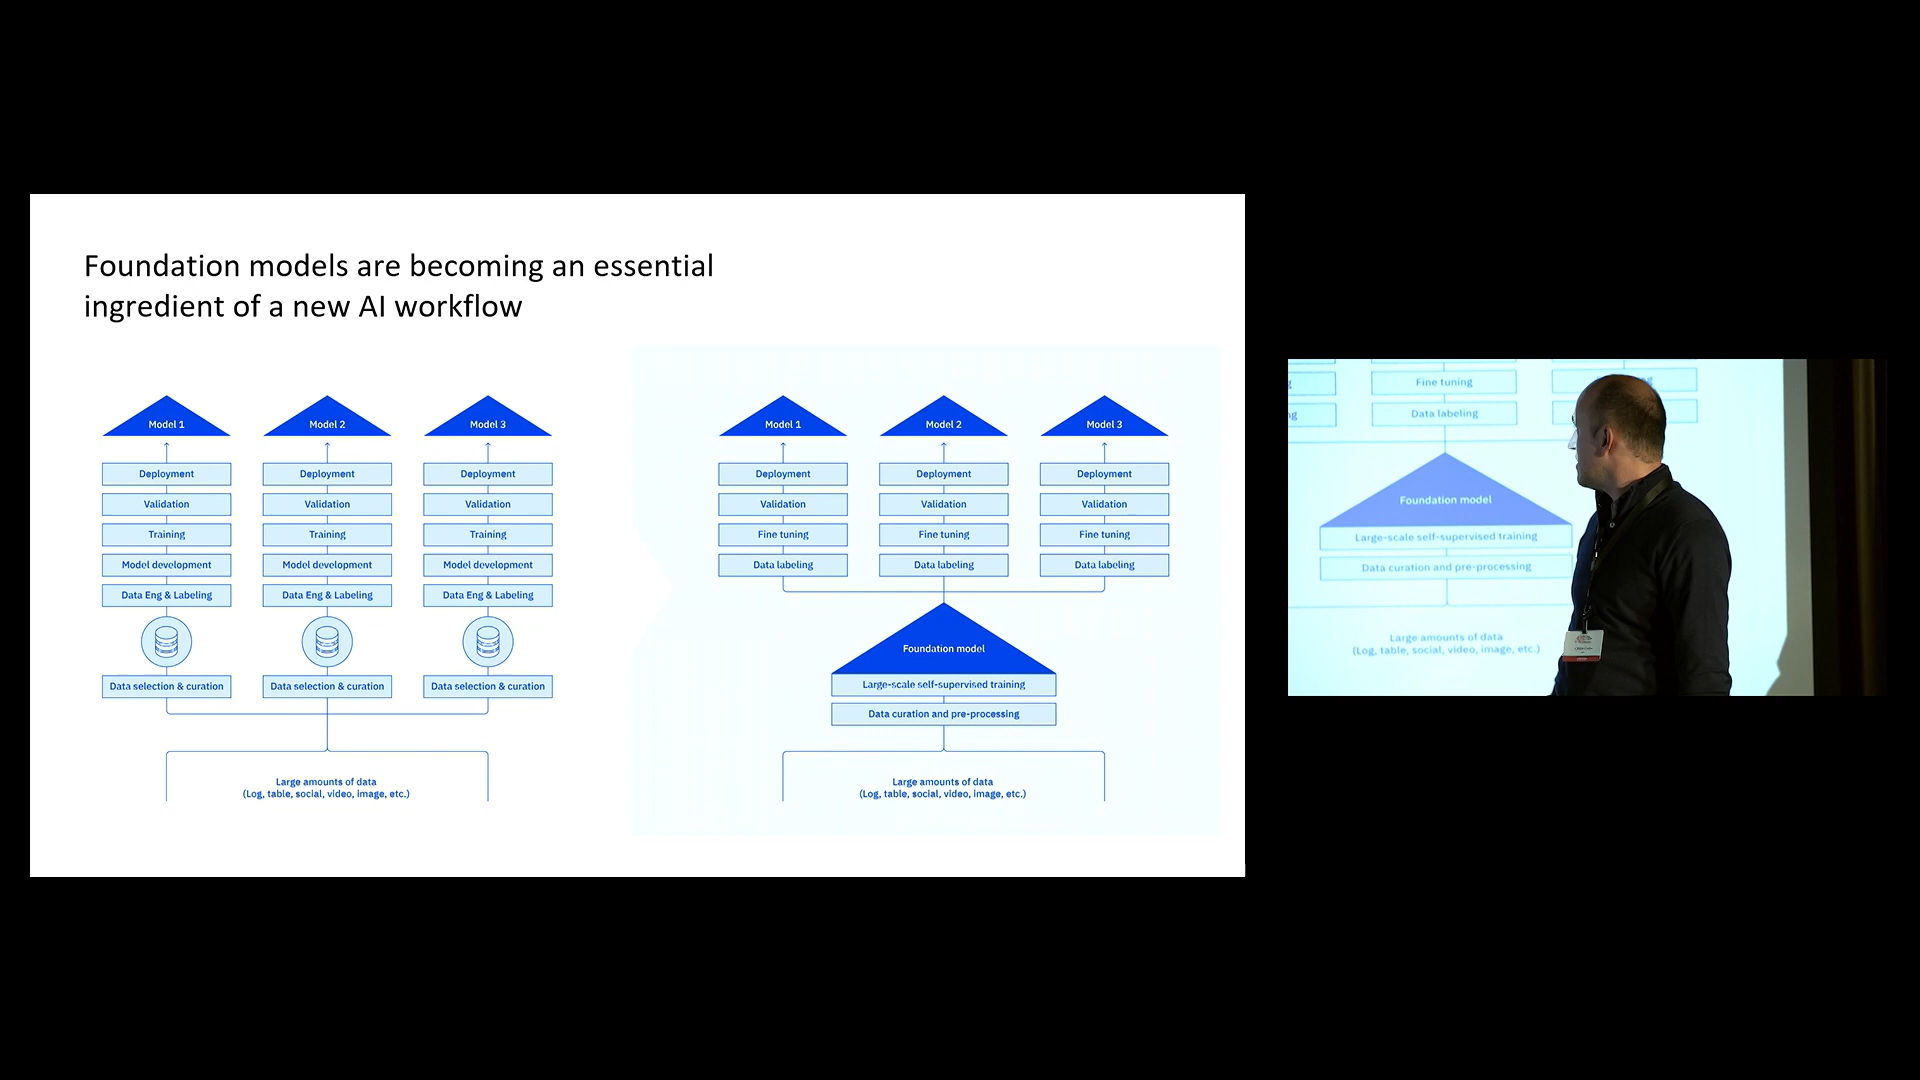 Foundation models are becoming an essential
ingredient of a new AI workflow
Model 1
Model 2
Model 3
Deployment
Deployment
Deployment
Validation
Validation
Validation
Training
Training
Training
Model development
Model development
Model development
Data Eng & Labeling
Data Eng & Labeling
Data Eng & Labeling
Data selection & curation
Data selection & curation
Data selection & curation
Large amounts of data
(Log, table, social, video, image, etc.)
Model 1
Model 2
Model 3
Deployment
Deployment
Deployment
Validation
Validation
Validation
Fine tuning
Fine tuning
Fine tuning
Data labeling
Data labeling
Data labeling
Foundation model
Large-scale self-supervised training
Data curation and pre-processing
Large amounts of data
(Log, table, social, video, image, etc.)
Fine tuning
Data labeling
Foundation model
Large-scale self-supervised training
Data curation and pre-processing
Large amounts of data
(Log, table, social, video, image, etc.)